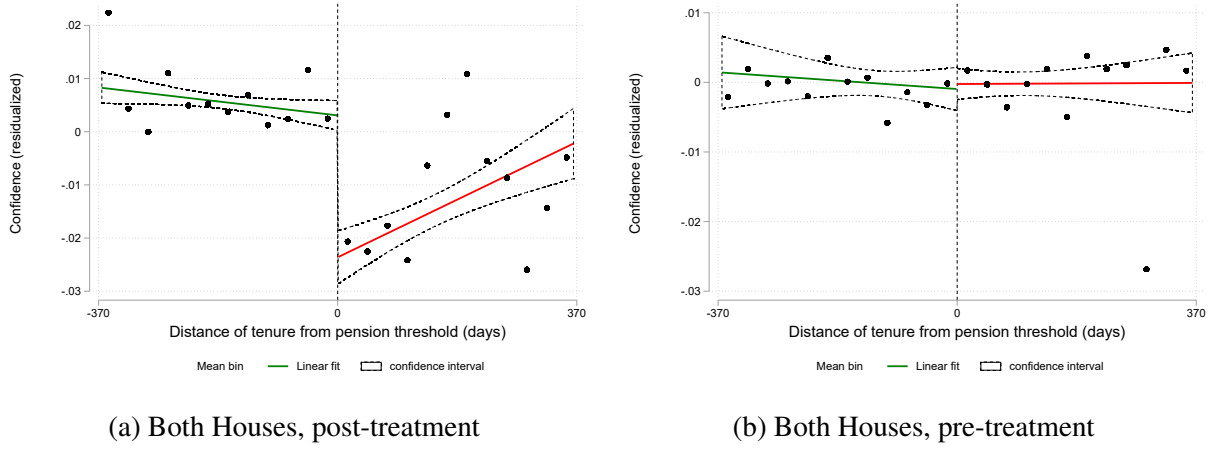 .02
.01
0
-.01
-.02
-.03
Confidence (residualized)
-370
0
370
Distance of tenure from pension threshold (days)
Mean bin
Linear fit
confidence interval
(a) Both Houses, post-treatment
.01
0
-.01
-.02
-.03
Confidence (residualized)
-370
0
370
Distance of tenure from pension threshold (days)
Mean bin
Linear fit
confidence interval
(b) Both Houses, pre-treatment